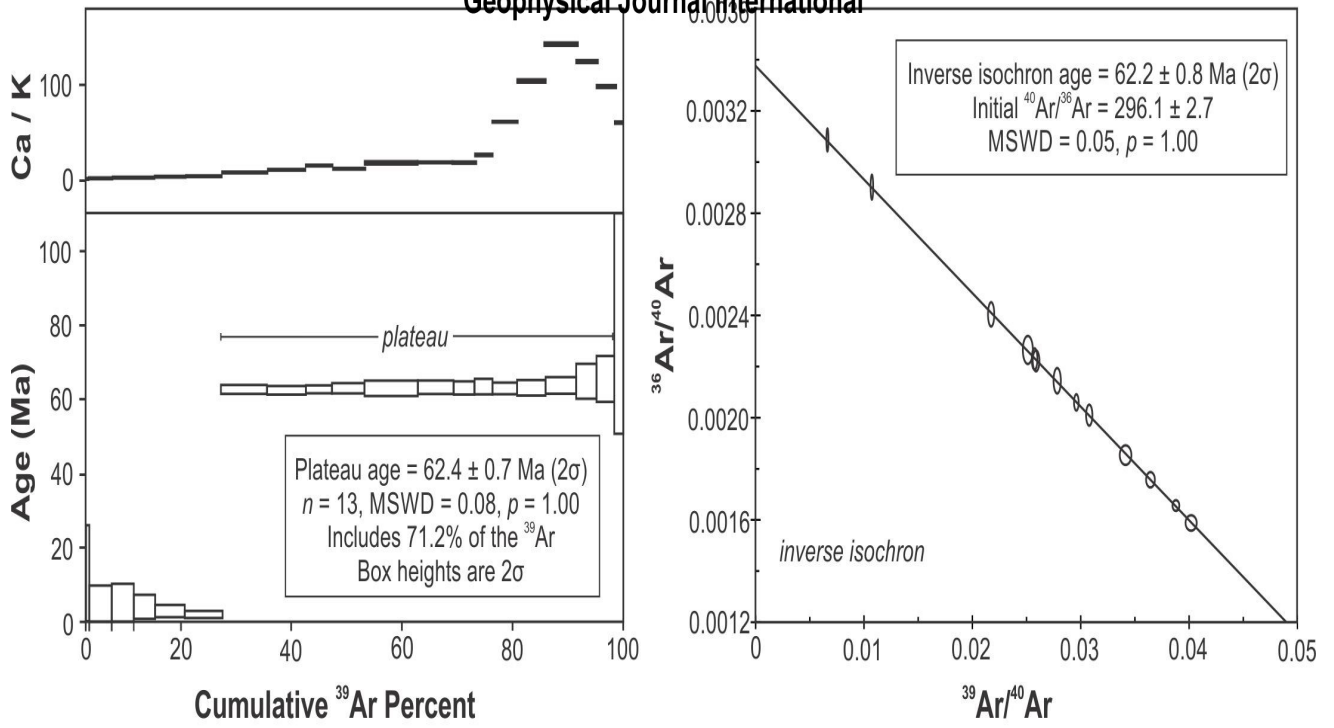 Geophysical Journal International
Ca / K
100
0
Age (Ma)
100
80
60
40
20
0
plateau
Plateau age = 62.4 ± 0.7 Ma (2σ)
n = 13, MSWD = 0.08, p = 1.00
Includes 71.2% of the ³⁹Ar
Box heights are 2σ
0 20 40 60 80 100
Cumulative ³⁹Ar Percent
³⁶Ar/⁴⁰Ar
0.0036
0.0032
0.0028
0.0024
0.0020
0.0016
0.0012
Inverse isochron age = 62.2 ± 0.8 Ma (2σ)
Initial ⁴⁰Ar/³⁶Ar = 296.1 ± 2.7
MSWD = 0.05, p = 1.00
inverse isochron
0 0.01 0.02 0.03 0.04 0.05
³⁹Ar/⁴⁰Ar